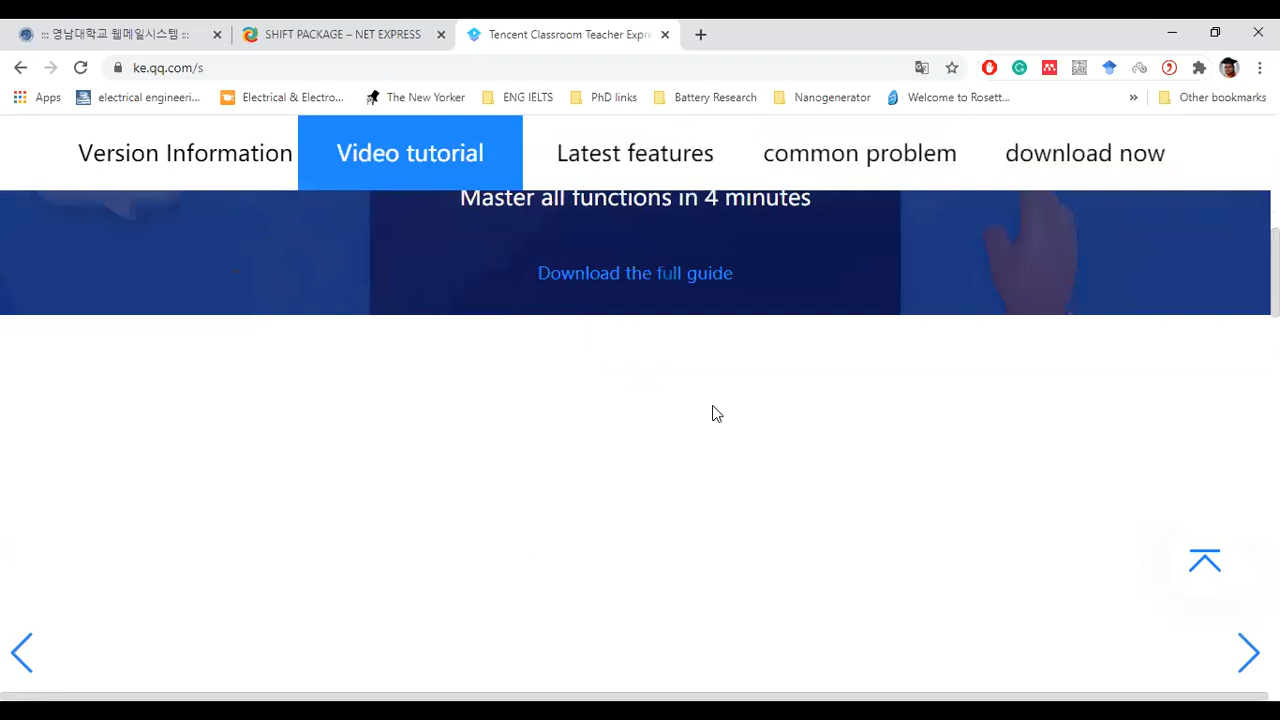 ::: 영남대학교 웹메일시스템 :::
SHIFT PACKAGE – NET EXPRESS
Tencent Classroom Teacher Expre
ke.qq.com/s
Apps
electrical engineeri...
Electrical & Electro...
The New Yorker
ENG IELTS
PhD links
Battery Research
Nanogenerator
Welcome to Rosett...
»
Other bookmarks
Version Information
Video tutorial
Latest features
common problem
download now
Master all functions in 4 minutes
Download the full guide